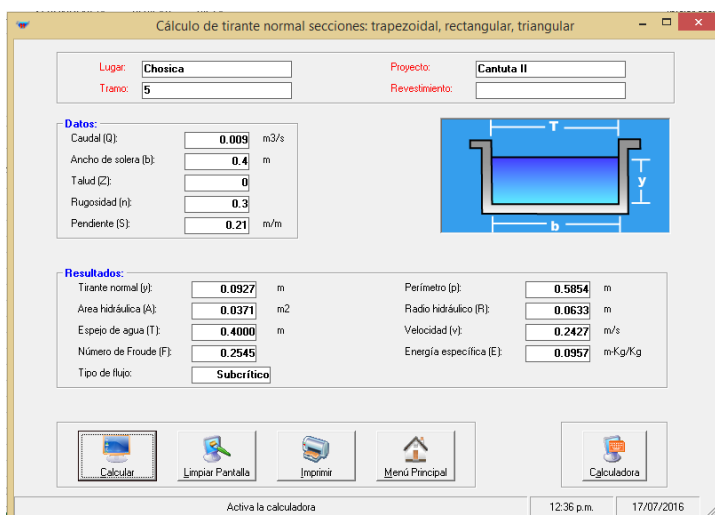 Cálculo de tirante normal secciones: trapezoidal, rectangular, triangular
Lugar: Chosica Proyecto: Cantuta II
Tramo: 5 Revestimiento:
Datos:
Caudal (Q): 0.009 m3/s
Ancho de solera (b): 0.4 m
Talud (Z): 0
Rugosidad (n): 0.3
Pendiente (S): 0.21 m/m
T
y
b
Resultados:
Tirante normal (y): 0.0927 m Perímetro (p): 0.5854 m
Area hidráulica (A): 0.0371 m2 Radio hidráulico (R): 0.0633 m
Espejo de agua (T): 0.4000 m Velocidad (v): 0.2427 m/s
Número de Froude (F): 0.2545 Energía específica (E): 0.0957 m-Kg/Kg
Tipo de flujo: Subcrítico
Calcular Limpiar Pantalla Imprimir Menú Principal Calculadora
Activa la calculadora 12:36 p.m. 17/07/2016